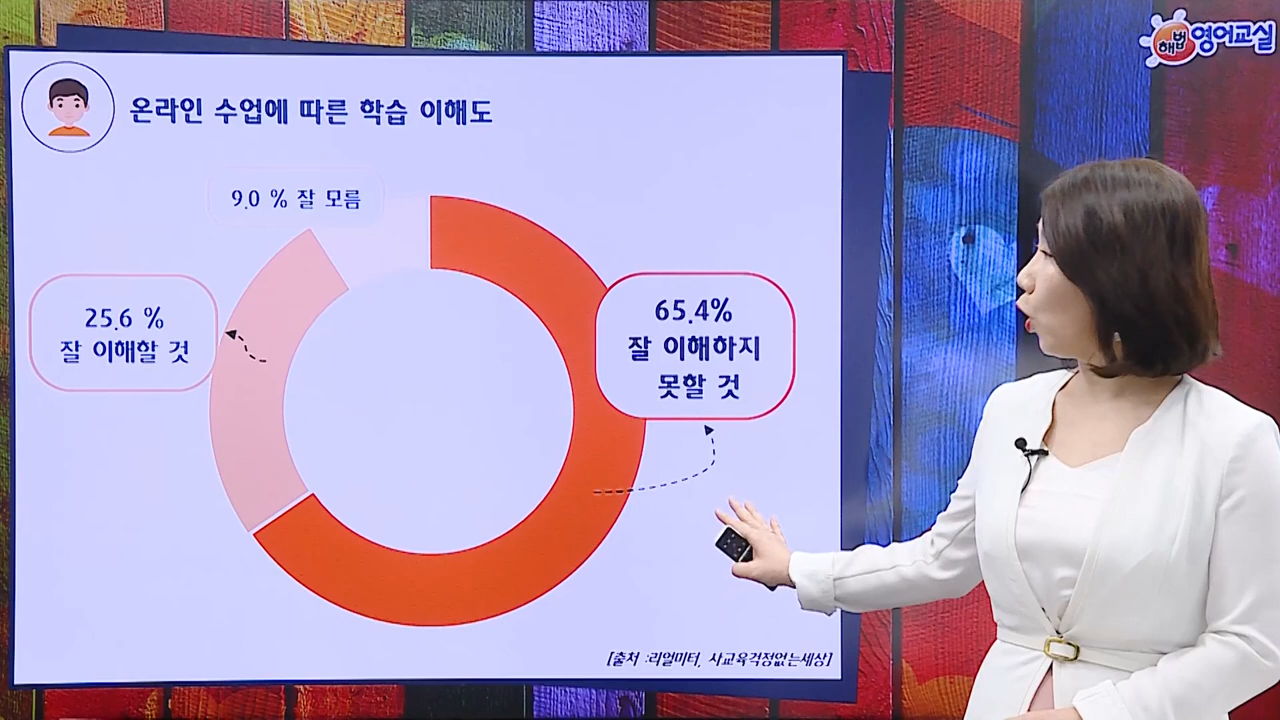 해법영어교실
온라인 수업에 따른 학습 이해도
9.0 % 잘 모름
25.6 %
잘 이해할 것
65.4%
잘 이해하지
못할 것
[출처 :리얼미터, 사교육걱정없는세상]